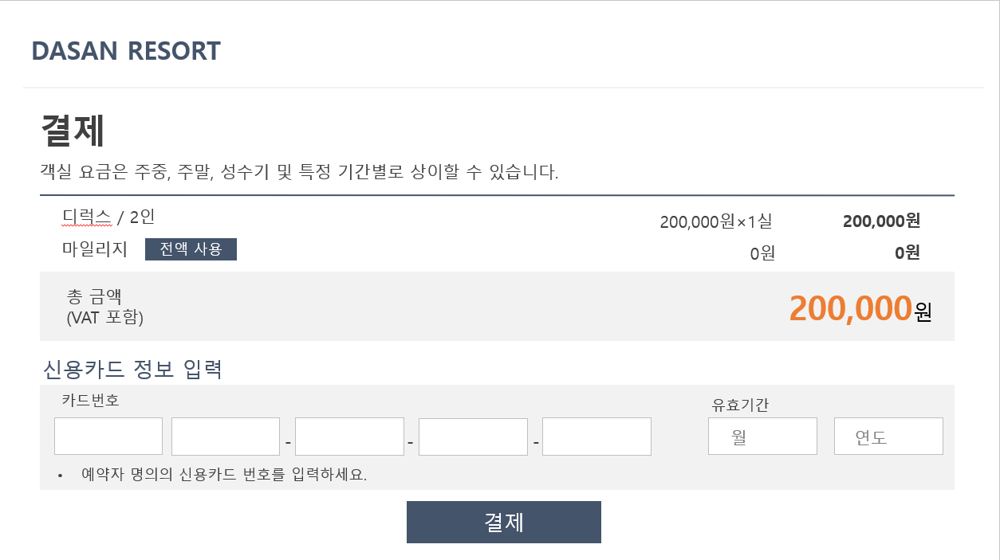 DASAN RESORT
결제
객실 요금은 주중, 주말, 성수기 및 특정 기간별로 상이할 수 있습니다.
디럭스 / 2인 200,000원×1실 200,000원
마일리지 전액 사용 0원 0원
총 금액
(VAT 포함)
200,000원
신용카드 정보 입력
카드번호 유효기간
- - - 월 연도
• 예약자 명의의 신용카드 번호를 입력하세요.
결제